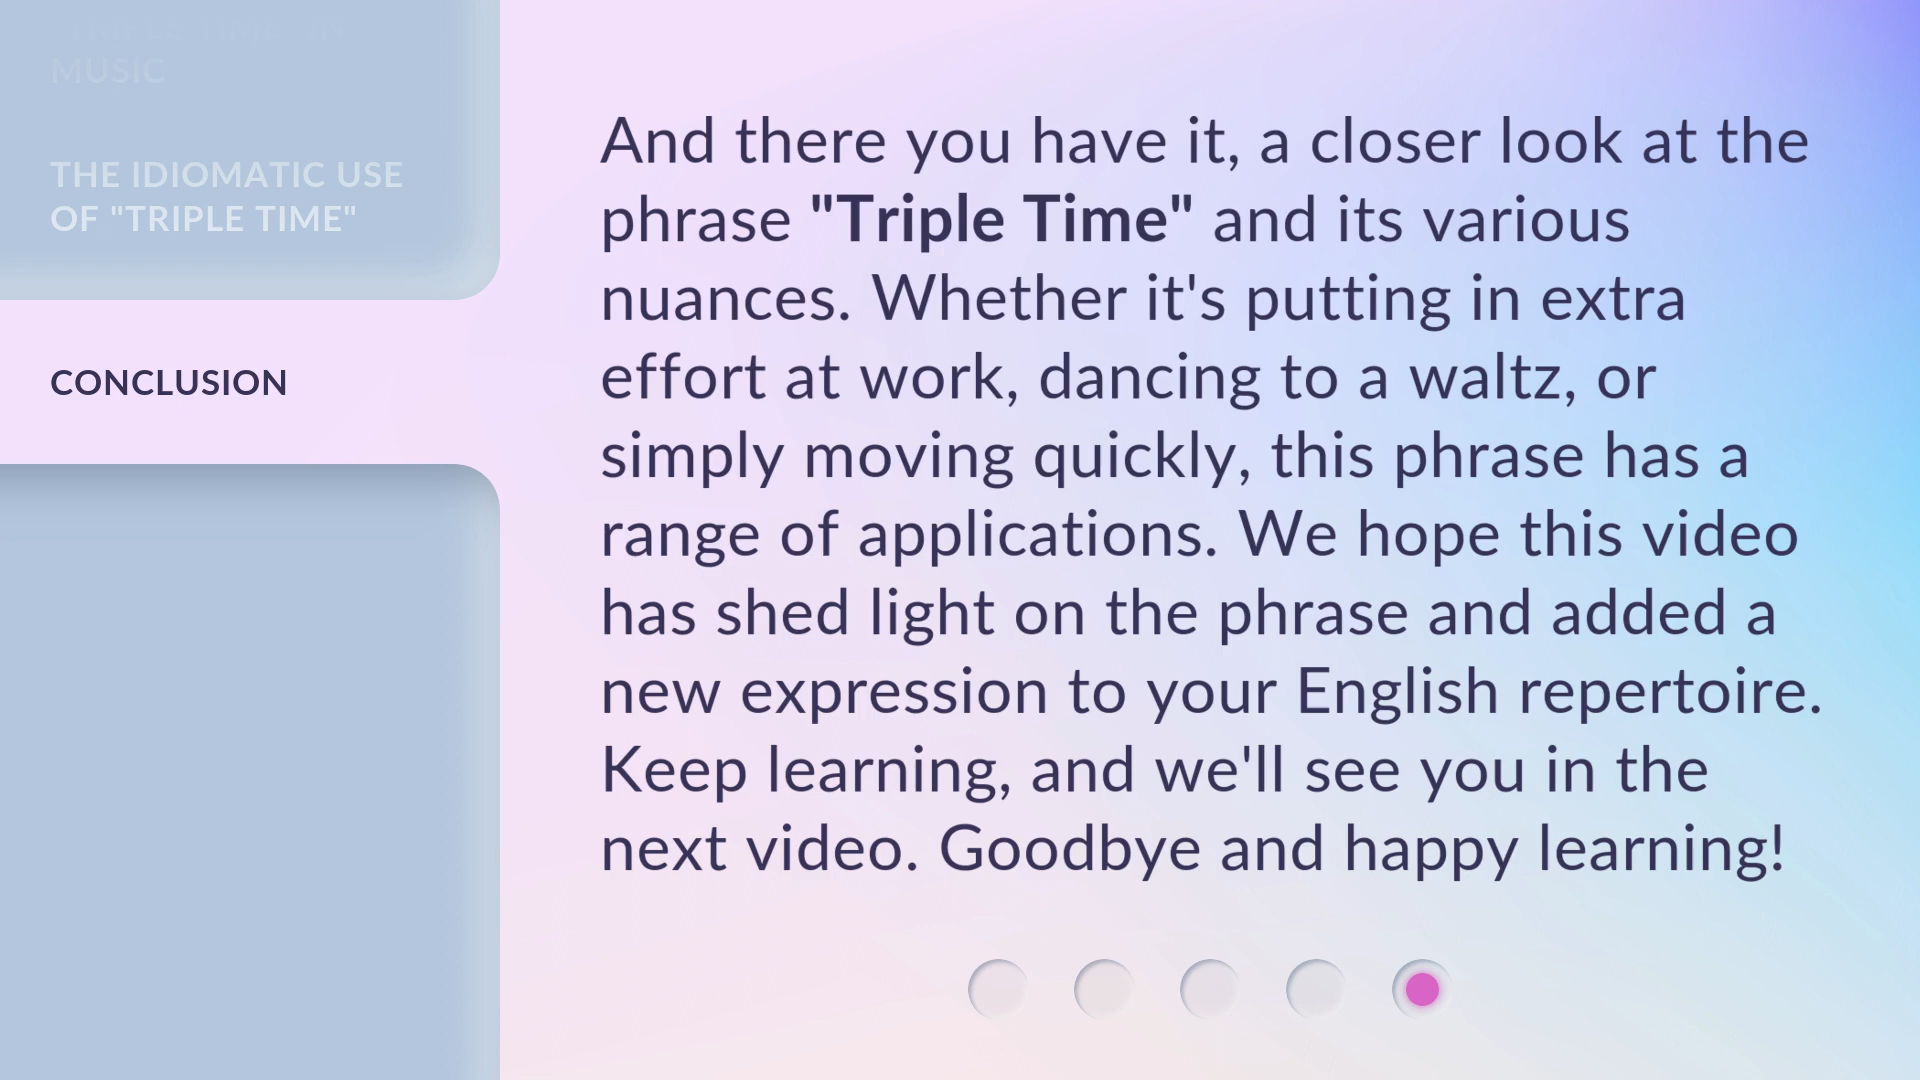 MUSIC
THE IDIOMATIC USE
OF "TRIPLE TIME"
CONCLUSION
And there you have it, a closer look at the
phrase "Triple Time" and its various
nuances. Whether it's putting in extra
effort at work, dancing to a waltz, or
simply moving quickly, this phrase has a
range of applications. We hope this video
has shed light on the phrase and added a
new expression to your English repertoire.
Keep learning, and we'll see you in the
next video. Goodbye and happy learning!